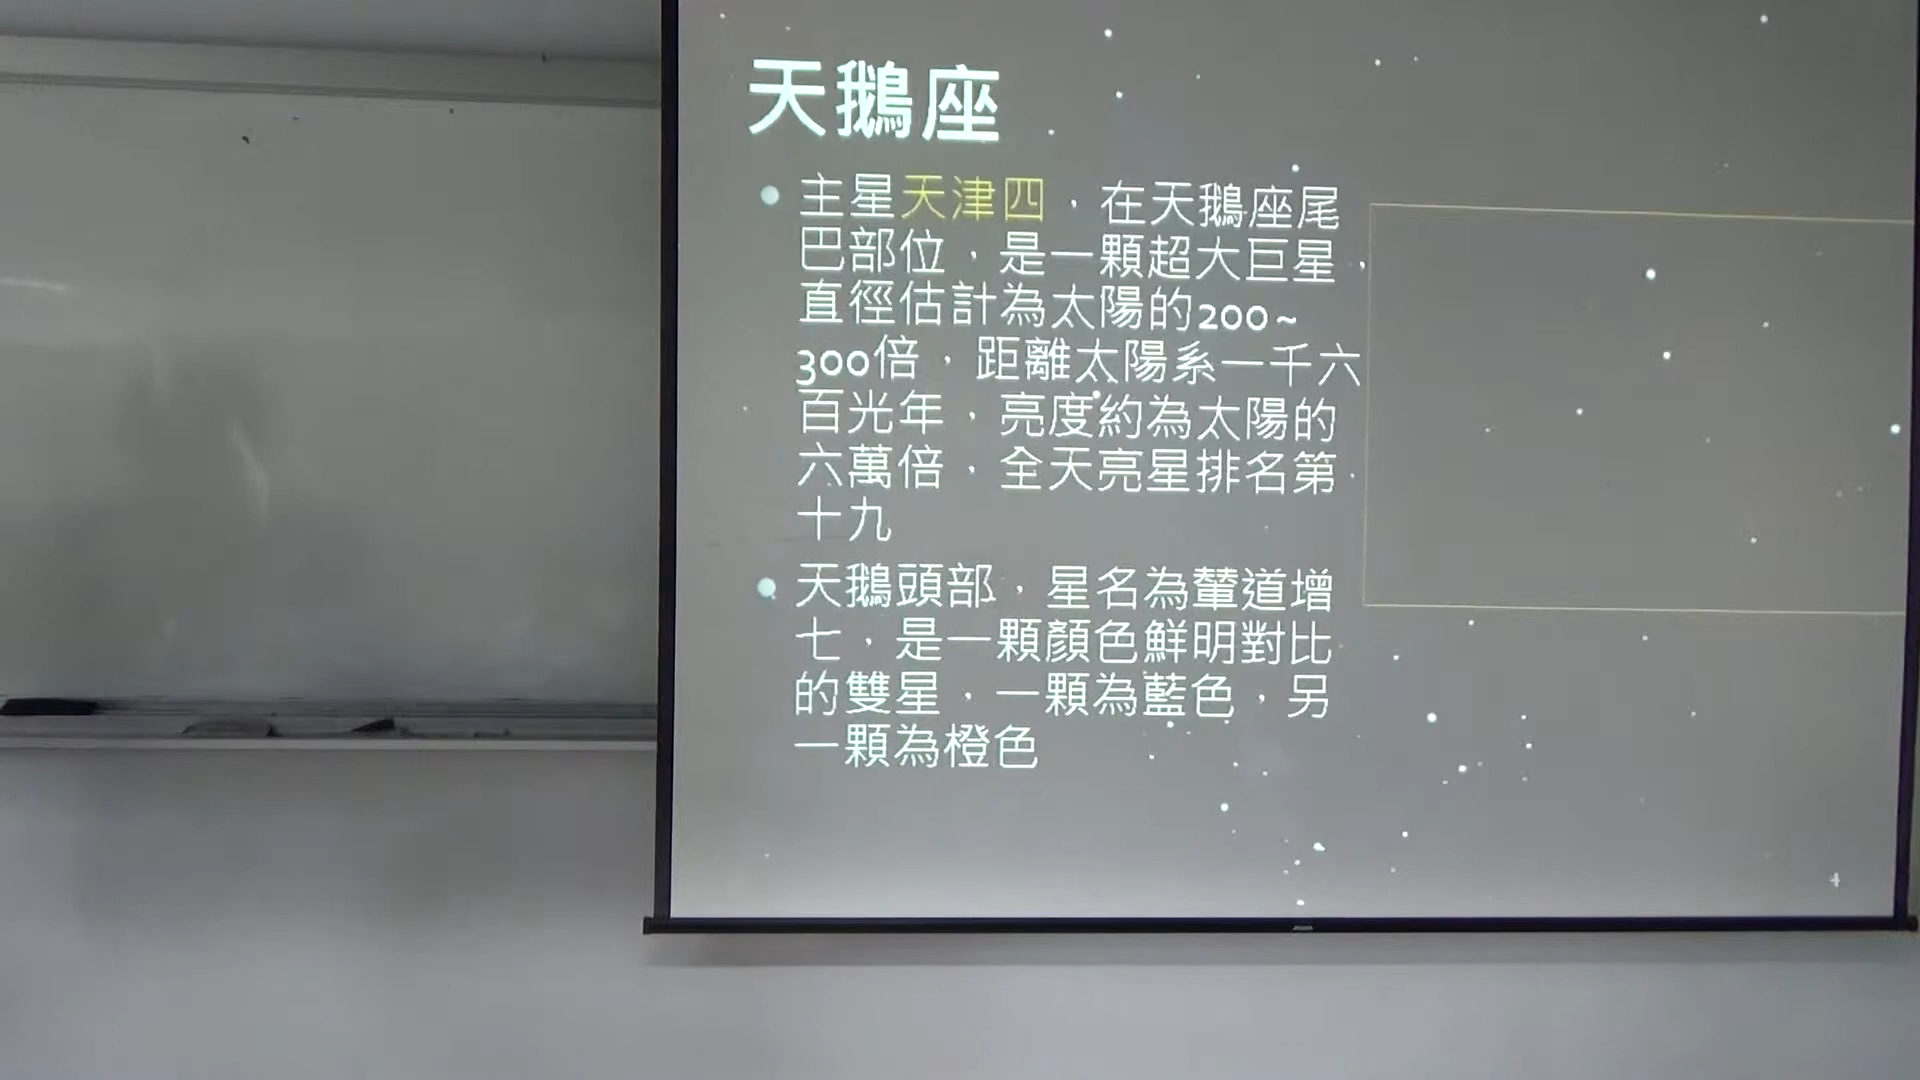 天鵝座
主星天津四，在天鵝座尾
巴部位，是一顆超大巨星，
直徑估計為太陽的200~
300倍，距離太陽系一千六
百光年，亮度約為太陽的
六萬倍，全天亮星排名第
十九
天鵝頭部，星名為輦道增
七，是一顆顏色鮮明對比
的雙星，一顆為藍色，另
一顆為橙色
4